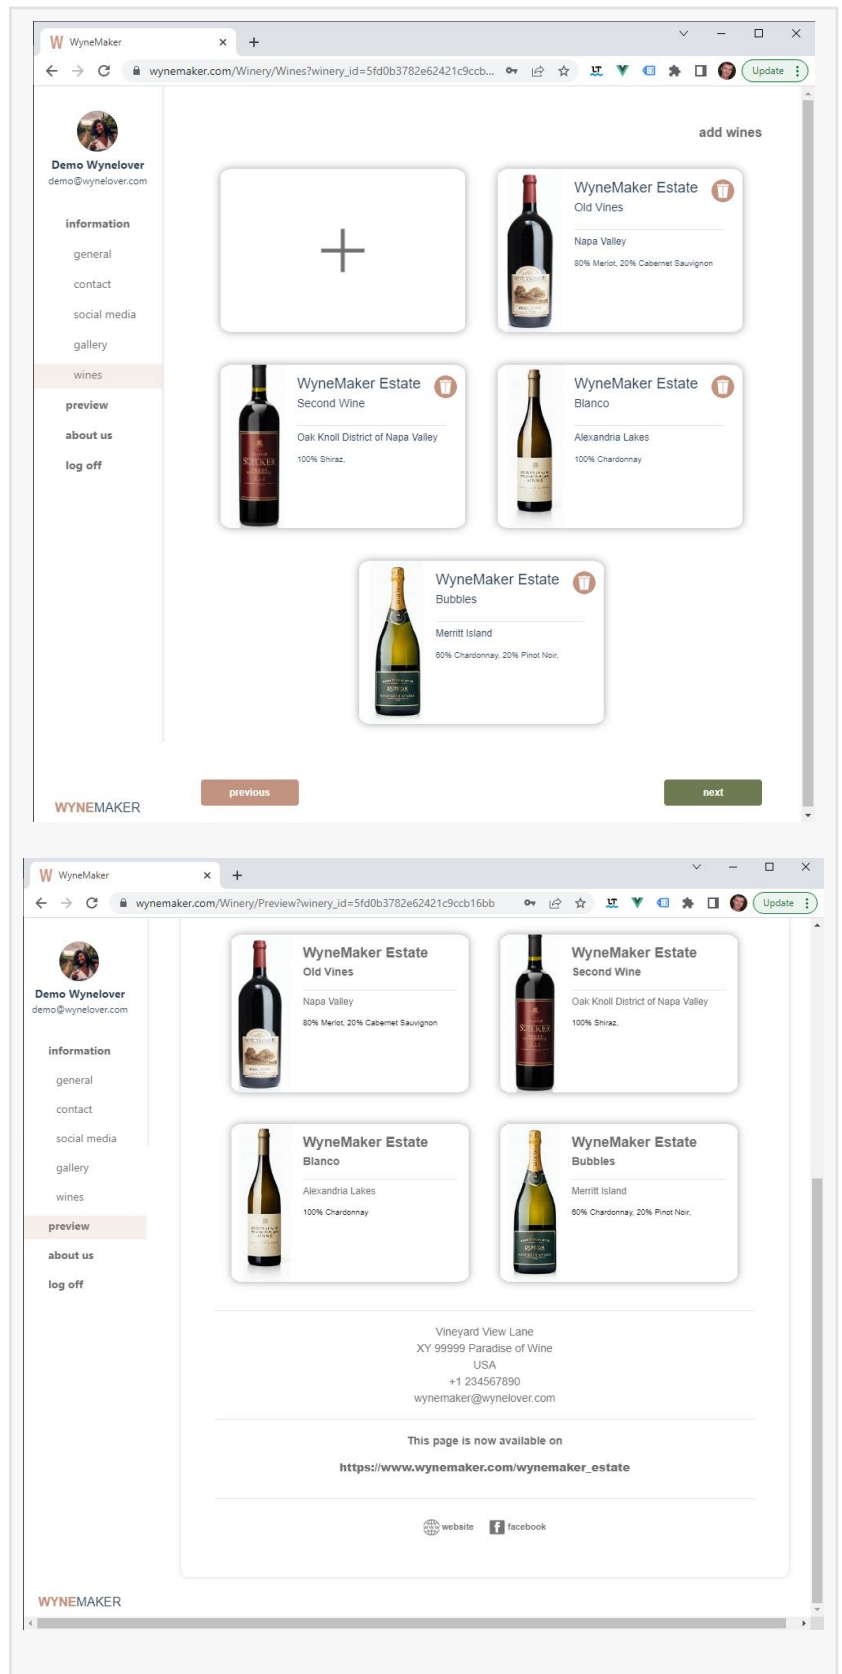 WyneMaker
wynemaker.com/Winery/Wines?winery_id=5fd0b3782e62421c9ccb...
Update
Demo Wynelover
demo@wynelover.com
information
general
contact
social media
gallery
wines
preview
about us
log off
WYNEMAKER
add wines
WyneMaker Estate
Old Vines
Napa Valley
80% Merlot, 20% Cabernet Sauvignon
WyneMaker Estate
Second Wine
Oak Knoll District of Napa Valley
100% Shiraz,
WyneMaker Estate
Blanco
Alexandria Lakes
100% Chardonnay
WyneMaker Estate
Bubbles
Merritt Island
60% Chardonnay, 20% Pinot Noir,
previous
next
WyneMaker
wynemaker.com/Winery/Preview?winery_id=5fd0b3782e62421c9ccb16bb
Update
Demo Wynelover
demo@wynelover.com
information
general
contact
social media
gallery
wines
preview
about us
log off
WYNEMAKER
WyneMaker Estate
Old Vines
Napa Valley
80% Merlot, 20% Cabernet Sauvignon
WyneMaker Estate
Second Wine
Oak Knoll District of Napa Valley
100% Shiraz,
WyneMaker Estate
Blanco
Alexandria Lakes
100% Chardonnay
WyneMaker Estate
Bubbles
Merritt Island
60% Chardonnay, 20% Pinot Noir,
Vineyard View Lane
XY 99999 Paradise of Wine
USA
+1 234567890
wynemaker@wynelover.com
This page is now available on
https://www.wynemaker.com/wynemaker_estate
website
facebook